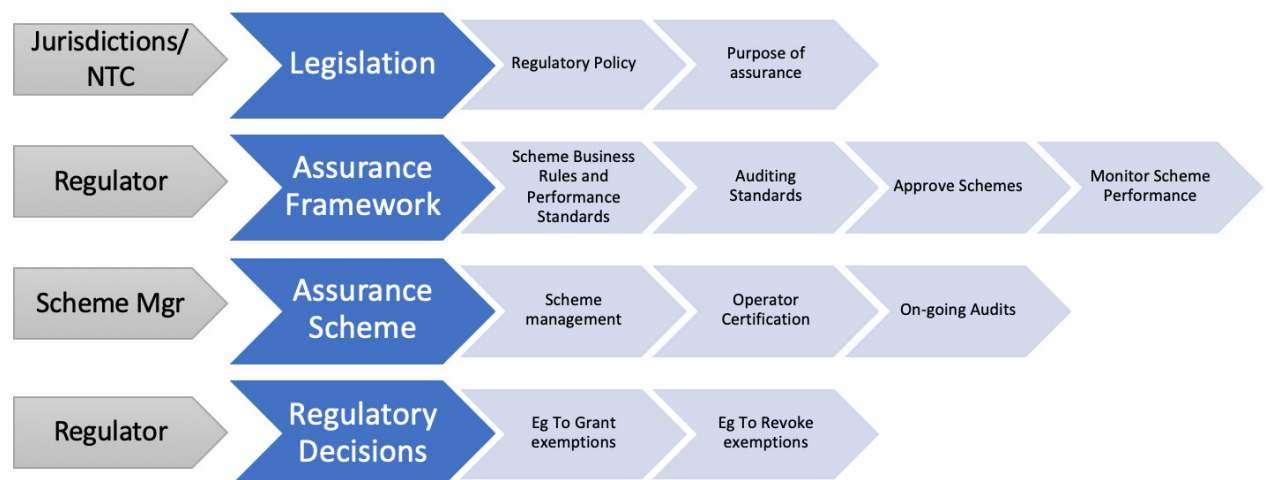 Jurisdictions/
NTC
Legislation
Regulatory Policy
Purpose of
assurance
Regulator
Assurance
Framework
Scheme Business
Rules and
Performance
Standards
Auditing
Standards
Approve Schemes
Monitor Scheme
Performance
Scheme Mgr
Assurance
Scheme
Scheme
management
Operator
Certification
On-going Audits
Regulator
Regulatory
Decisions
Eg To Grant
exemptions
Eg To Revoke
exemptions